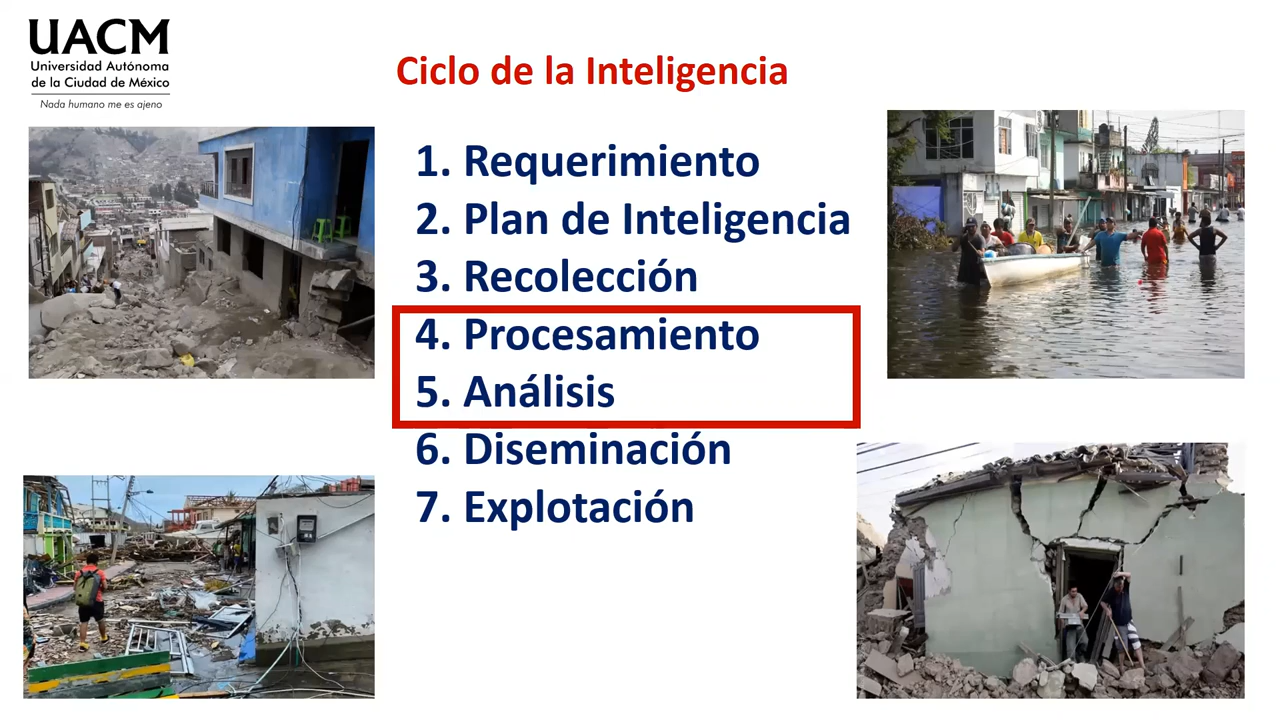 UACM
Universidad Autónoma
de la Ciudad de México
Nada humano me es ajeno
Ciclo de la Inteligencia
1. Requerimiento
2. Plan de Inteligencia
3. Recolección
4. Procesamiento
5. Análisis
6. Diseminación
7. Explotación